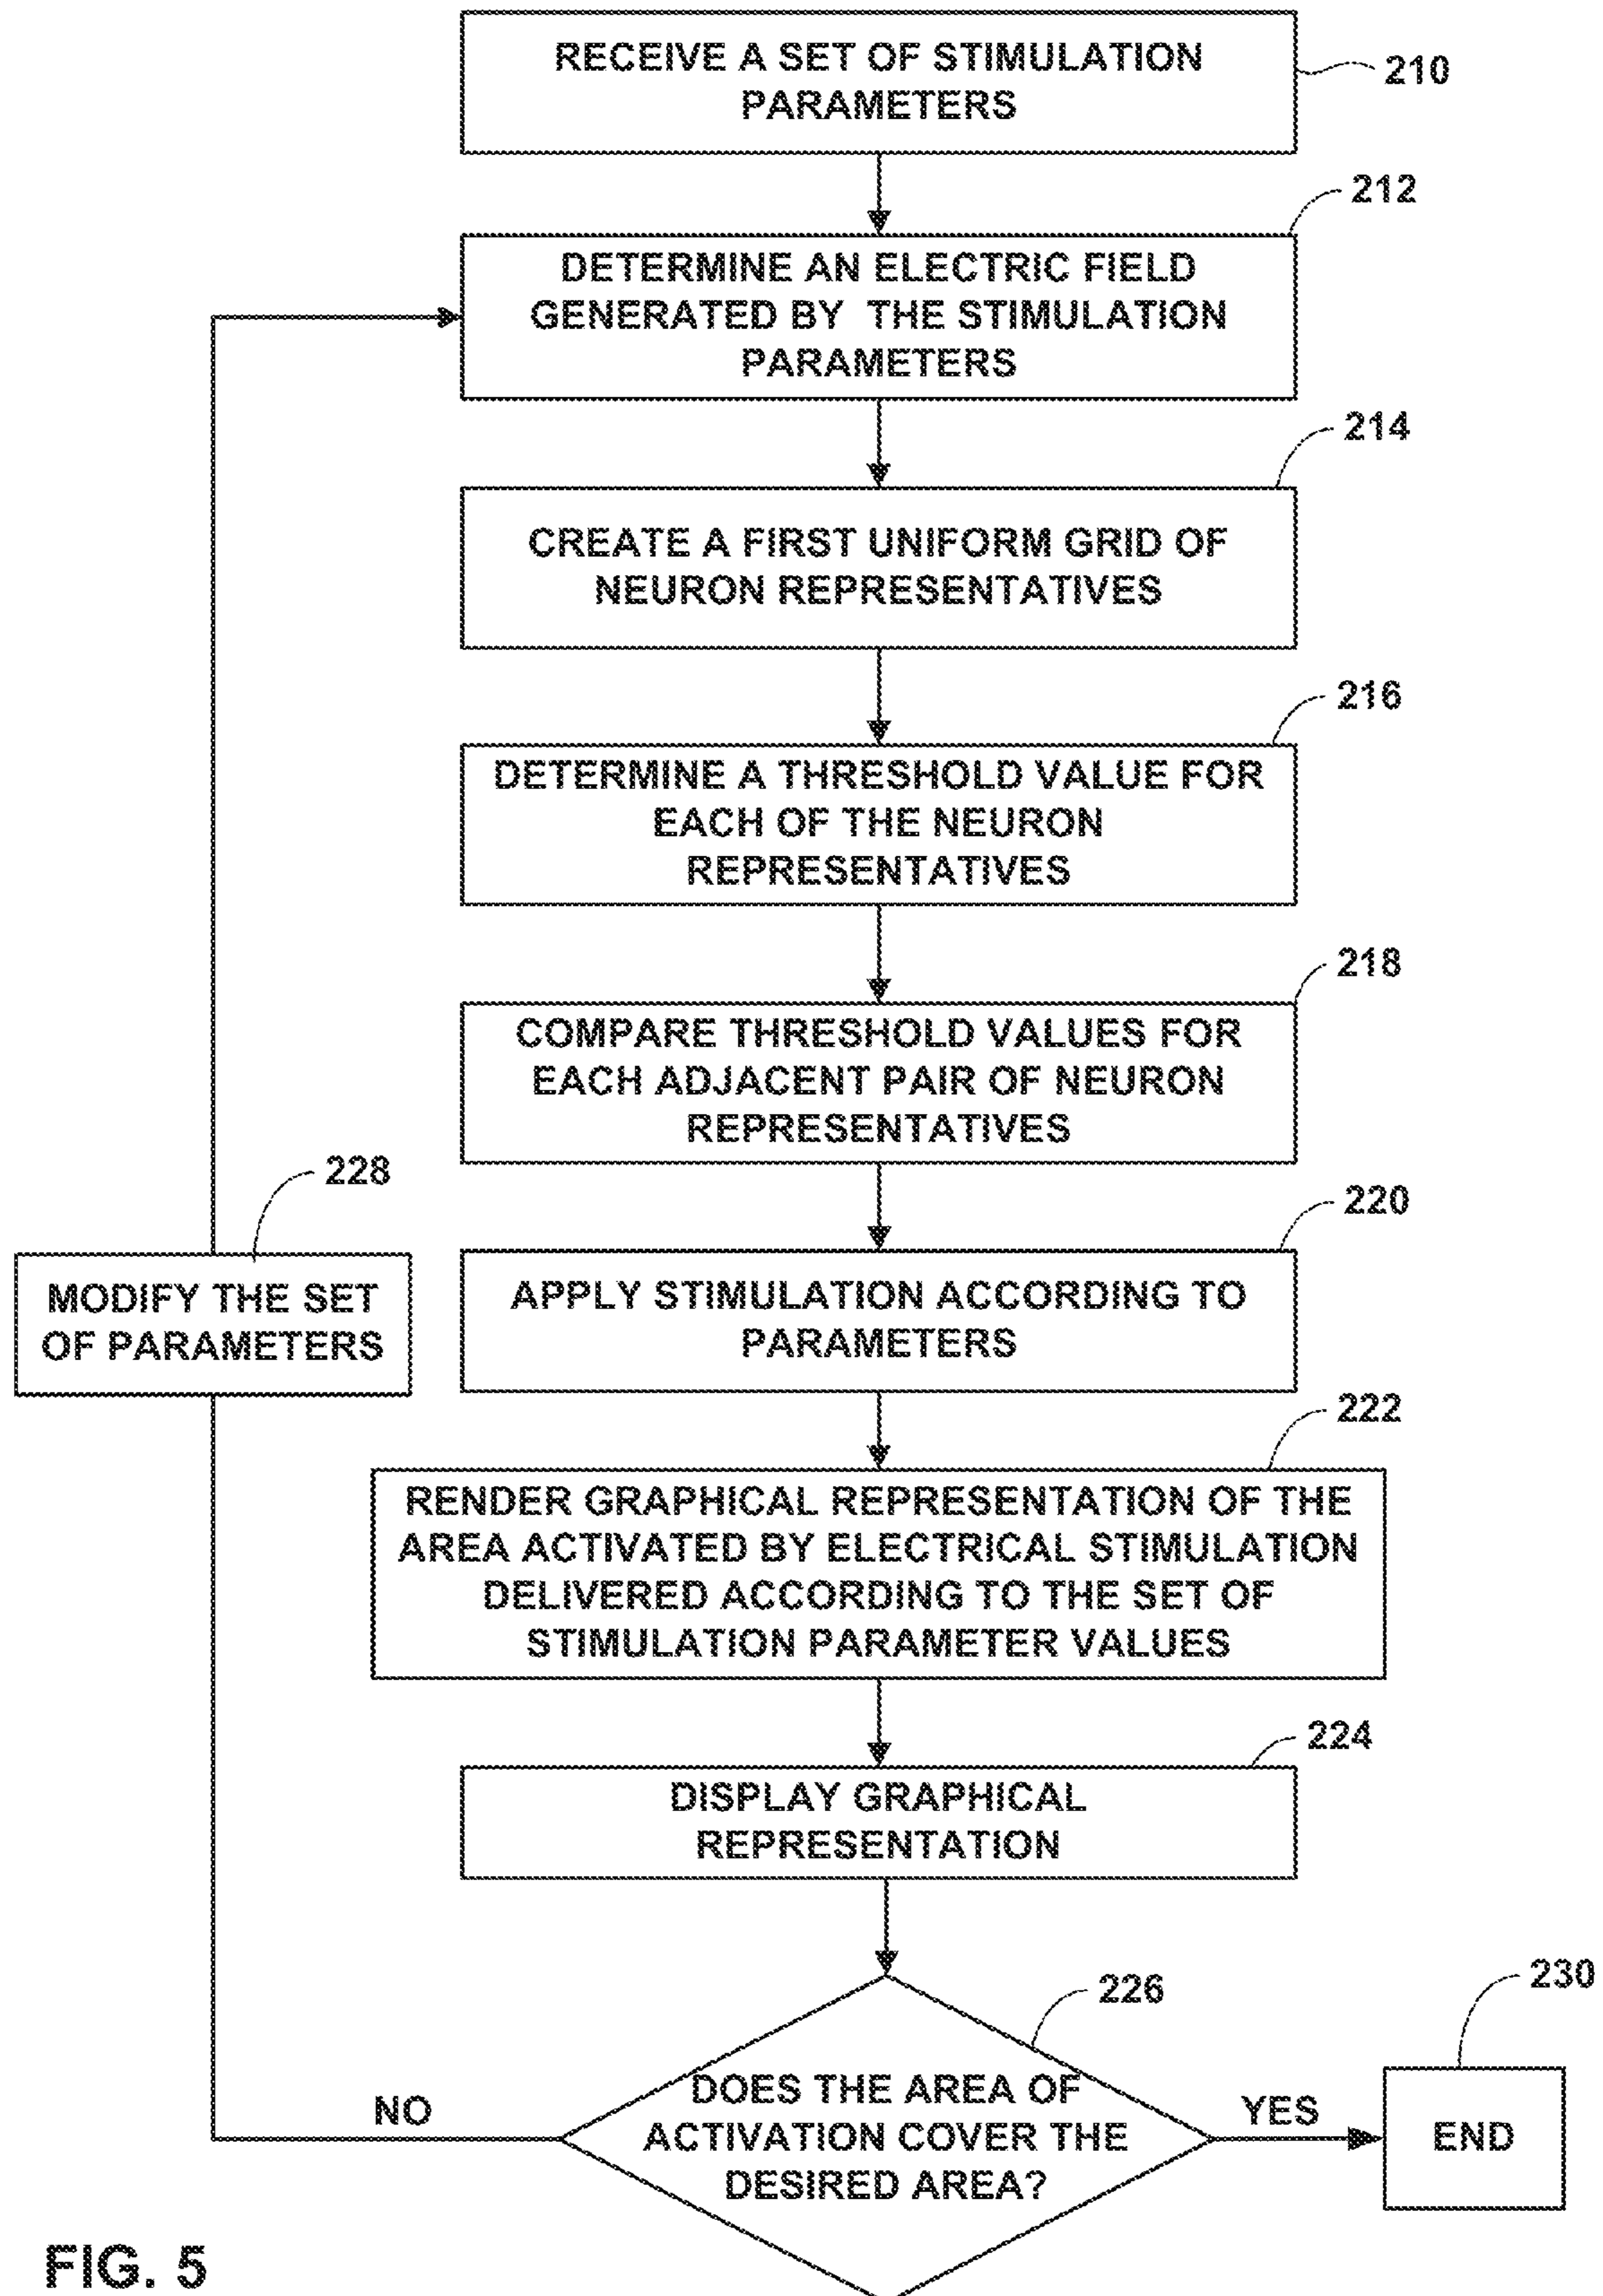 RECEIVE A SET OF STIMULATION
PARAMETERS
210
212
DETERMINE AN ELECTRIC FIELD
GENERATED BY THE STIMULATION
PARAMETERS
214
CREATE A FIRST UNIFORM GRID OF
NEURON REPRESENTATIVES
216
DETERMINE A THRESHOLD VALUE FOR
EACH OF THE NEURON
REPRESENTATIVES
218
COMPARE THRESHOLD VALUES FOR
EACH ADJACENT PAIR OF NEURON
REPRESENTATIVES
228
MODIFY THE SET
OF PARAMETERS
220
APPLY STIMULATION ACCORDING TO
PARAMETERS
222
RENDER GRAPHICAL REPRESENTATION OF THE
AREA ACTIVATED BY ELECTRICAL STIMULATION
DELIVERED ACCORDING TO THE SET OF
STIMULATION PARAMETER VALUES
224
DISPLAY GRAPHICAL
REPRESENTATION
226
230
NO
DOES THE AREA OF
ACTIVATION COVER THE
DESIRED AREA?
YES
END
FIG. 5